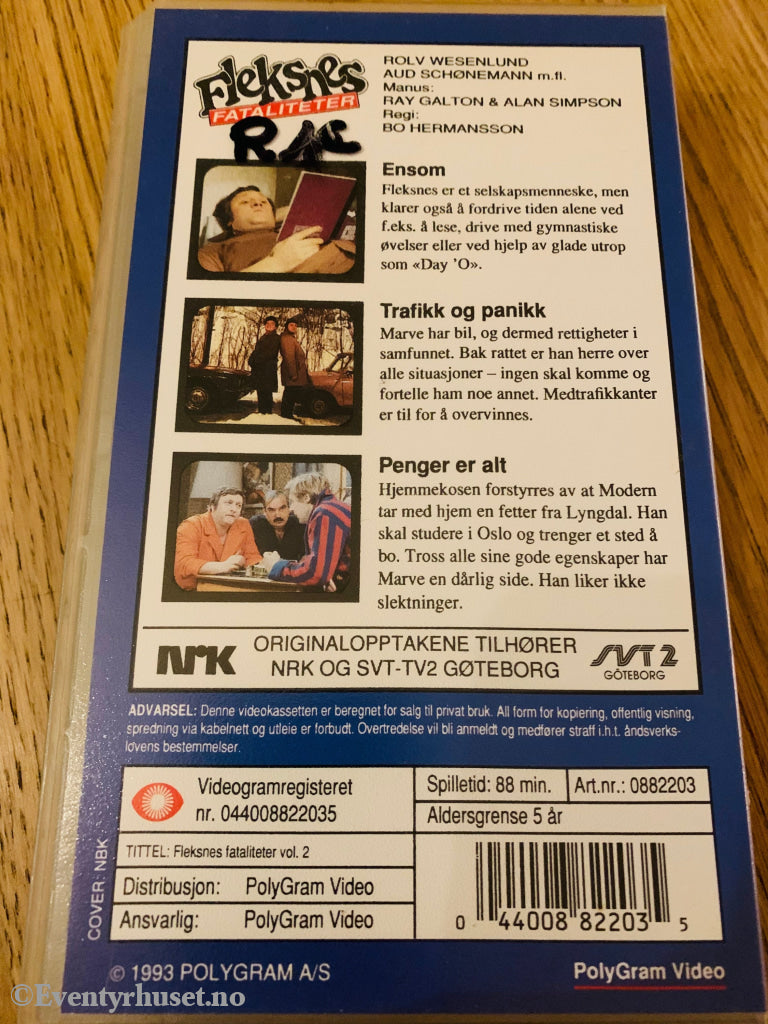 Fleksnes
FATALITETER
ROLV WESENLUND
AUD SCHØNEMANN m.fl.
Manus:
RAY GALTON & ALAN SIMPSON
Regi:
BO HERMANSSON
Ensom
Fleksnes er et selskapsmenneske, men
klarer også å fordrive tiden alene ved
f.eks. å lese, drive med gymnastiske
øvelser eller ved hjelp av glade utrop
som «Day ’O».
Trafikk og panikk
Marve har bil, og dermed rettigheter i
samfunnet. Bak rattet er han herre over
alle situasjoner – ingen skal komme og
fortelle ham noe annet. Medtrafikkanter
er til for å overvinnes.
Penger er alt
Hjemmekosen forstyrres av at Modern
tar med hjem en fetter fra Lyngdal. Han
skal studere i Oslo og trenger et sted å
bo. Tross alle sine gode egenskaper har
Marve en dårlig side. Han liker ikke
slektninger.
NRK
ORIGINALOPPTAKENE TILHØRER
NRK OG SVT-TV2 GØTEBORG
SVT 2
GÖTEBORG
ADVARSEL: Denne videokassetten er beregnet for salg til privat bruk. All form for kopiering, offentlig visning,
spredning via kabelnett og utleie er forbudt. Overtredelse vil bli anmeldt og medfører straff i.h.t. åndsverks-
lovens bestemmelser.
Videogramregisteret
nr. 044008822035
Spilletid: 88 min.
Art.nr.: 0882203
Aldersgrense 5 år
TITTEL: Fleksnes fataliteter vol. 2
Distribusjon: PolyGram Video
Ansvarlig: PolyGram Video
0 44008 82203 5
COVER: NBK
© 1993 POLYGRAM A/S
PolyGram Video
©Eventyrhuset.no